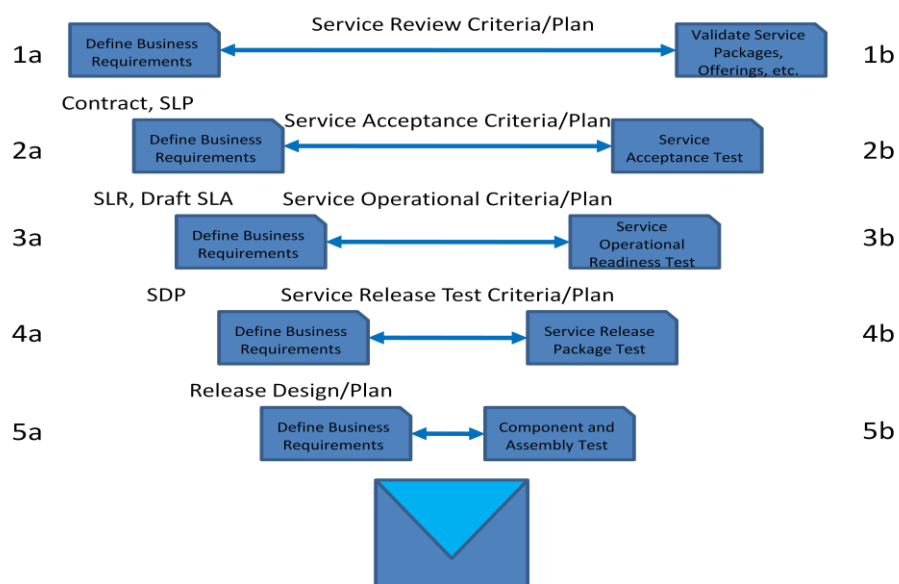 Service Review Criteria/Plan
1a
Define Business
Requirements
Validate Service
Packages,
Offerings, etc.
1b
Contract, SLP
Service Acceptance Criteria/Plan
2a
Define Business
Requirements
Service
Acceptance Test
2b
SLR, Draft SLA
Service Operational Criteria/Plan
3a
Define Business
Requirements
Service
Operational
Readiness Test
3b
SDP
Service Release Test Criteria/Plan
4a
Define Business
Requirements
Service Release
Package Test
4b
Release Design/Plan
5a
Define Business
Requirements
Component and
Assembly Test
5b